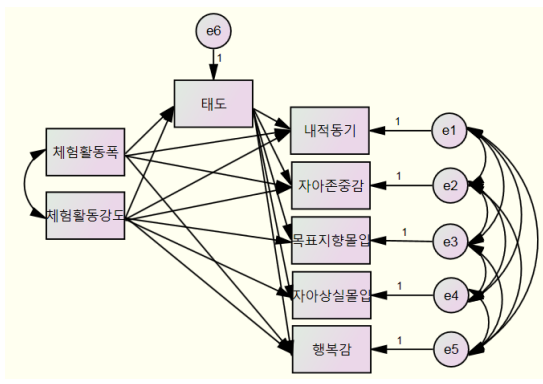 e6
1
태도
체험활동폭
체험활동강도
내적동기
1
e1
자아존중감
1
e2
목표지향몰입
1
e3
자아상실몰입
1
e4
행복감
1
e5